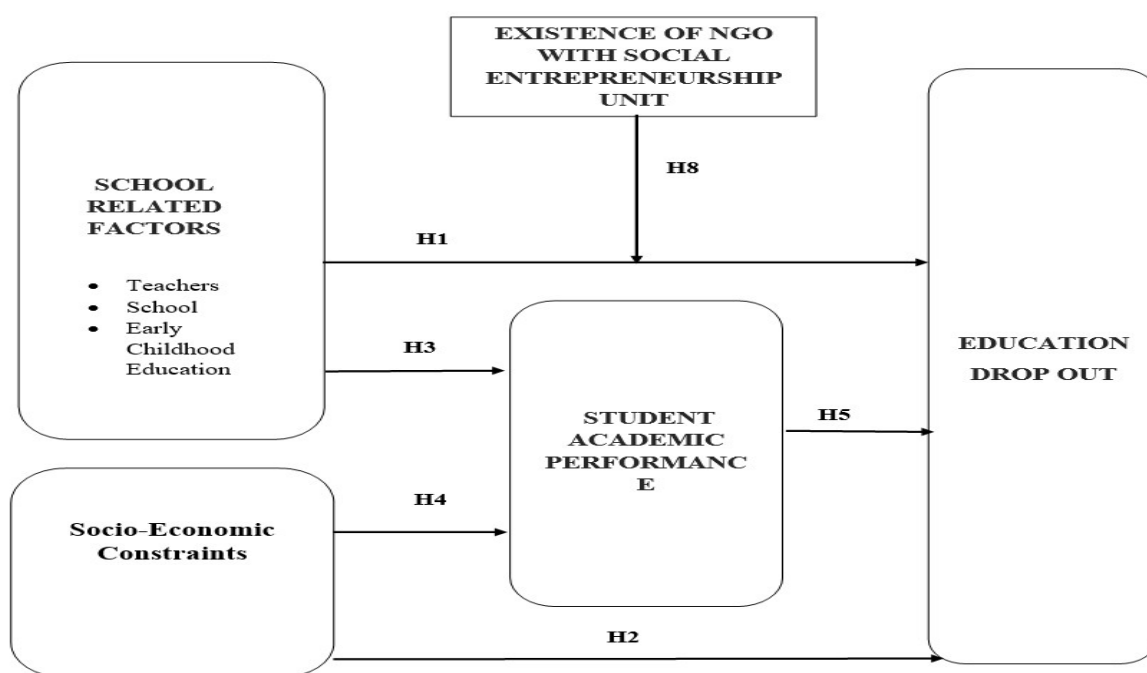 EXISTENCE OF NGO
WITH SOCIAL
ENTREPRENEURSHIP
UNIT
H8
SCHOOL
RELATED
FACTORS
• Teachers
• School
• Early
Childhood
Education
H1
H3
STUDENT
ACADEMIC
PERFORMANC
E
H5
EDUCATION
DROP OUT
Socio-Economic
Constraints
H4
H2